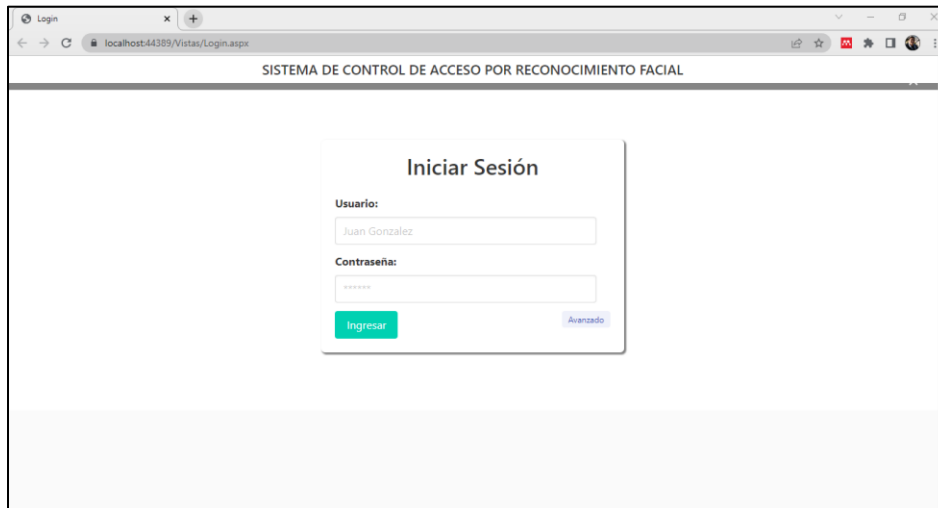 Login
localhost:44389/Vistas/Login.aspx
SISTEMA DE CONTROL DE ACCESO POR RECONOCIMIENTO FACIAL
Iniciar Sesión
Usuario:
Juan Gonzalez
Contraseña:
******
Ingresar
Avanzado